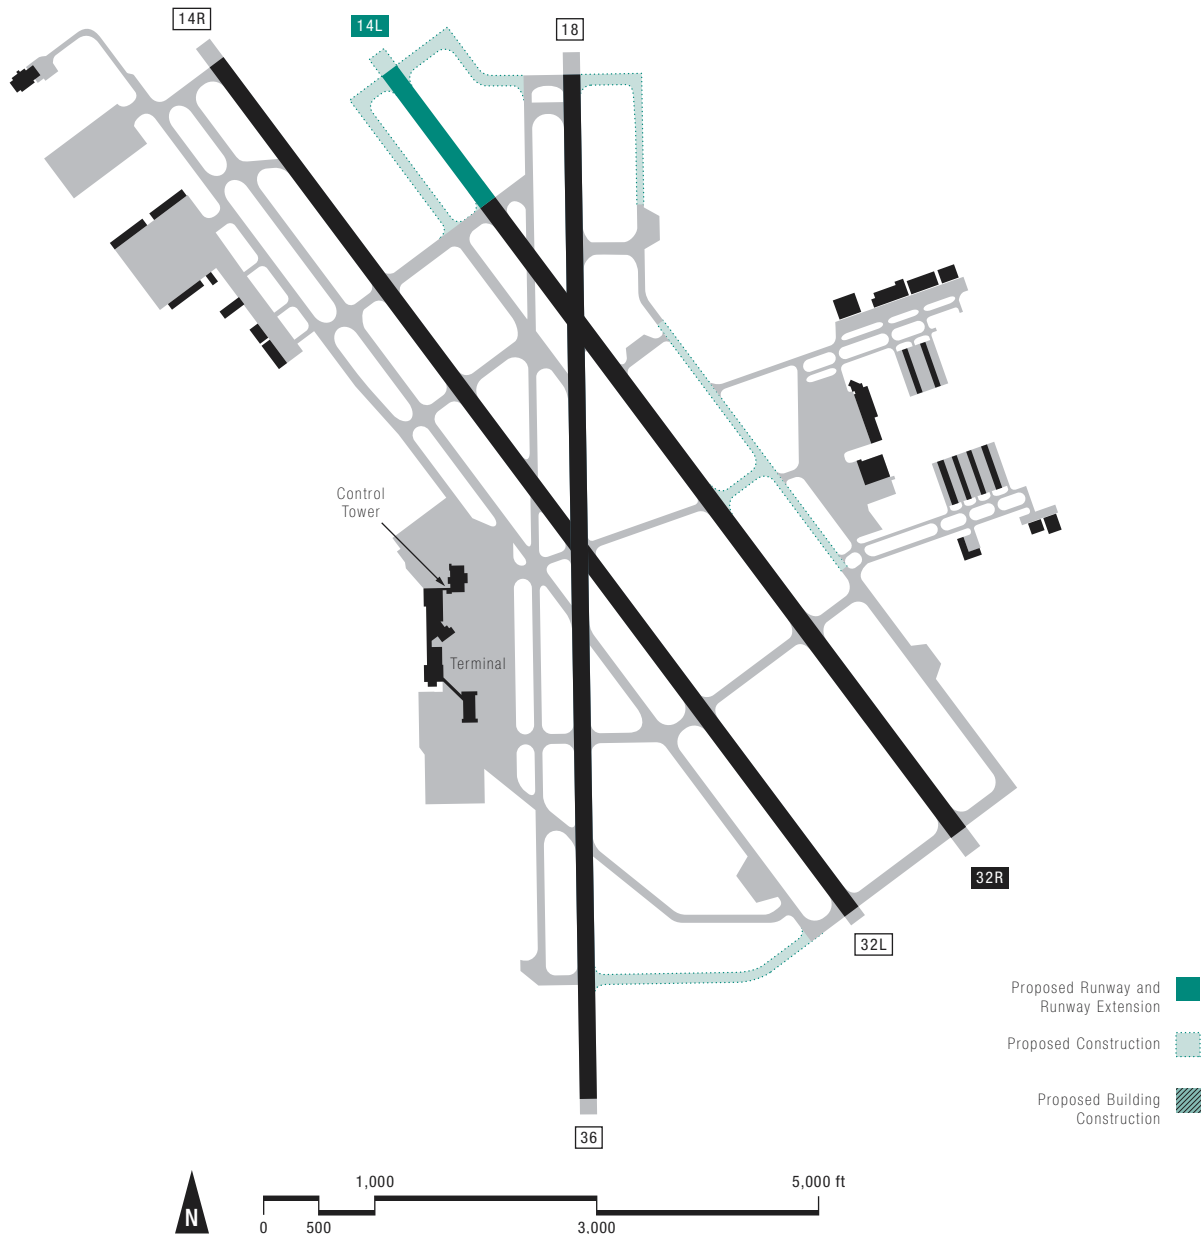 14R
14L
18
Control
Tower
Terminal
32R
32L
Proposed Runway and
Runway Extension
Proposed Construction
Proposed Building
Construction
36
N
1,000
5,000 ft
0
500
3,000